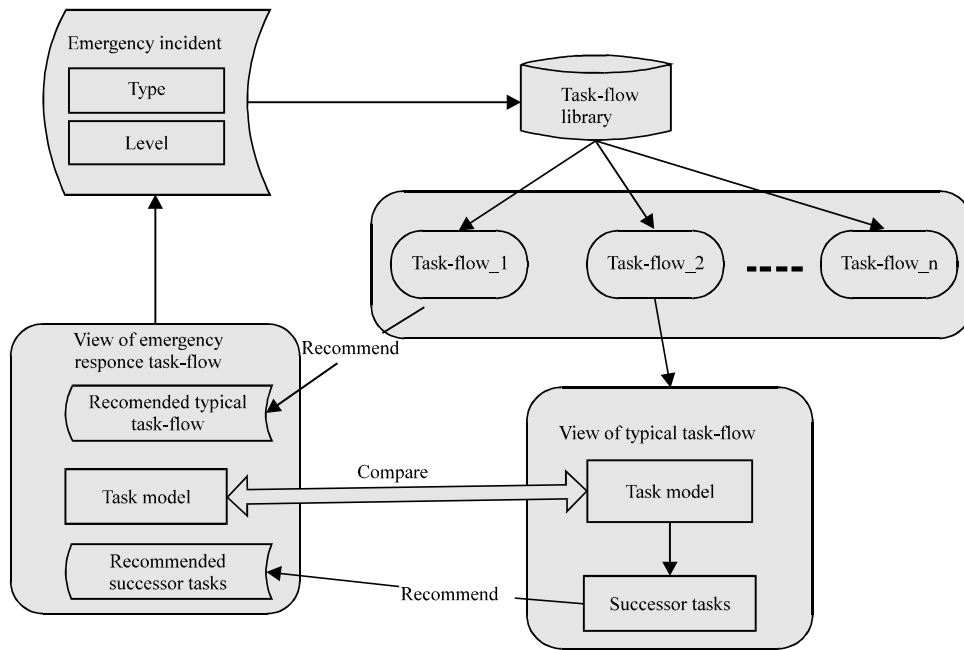 Emergency incident
Type
Level
Task-flow
library
Task-flow_1
Task-flow_2
Task-flow_n
View of emergency
responce task-flow
Recommend
Recomended typical
task-flow
View of typical task-flow
Compare
Task model
Task model
Recommended
successor tasks
Recommend
Successor tasks